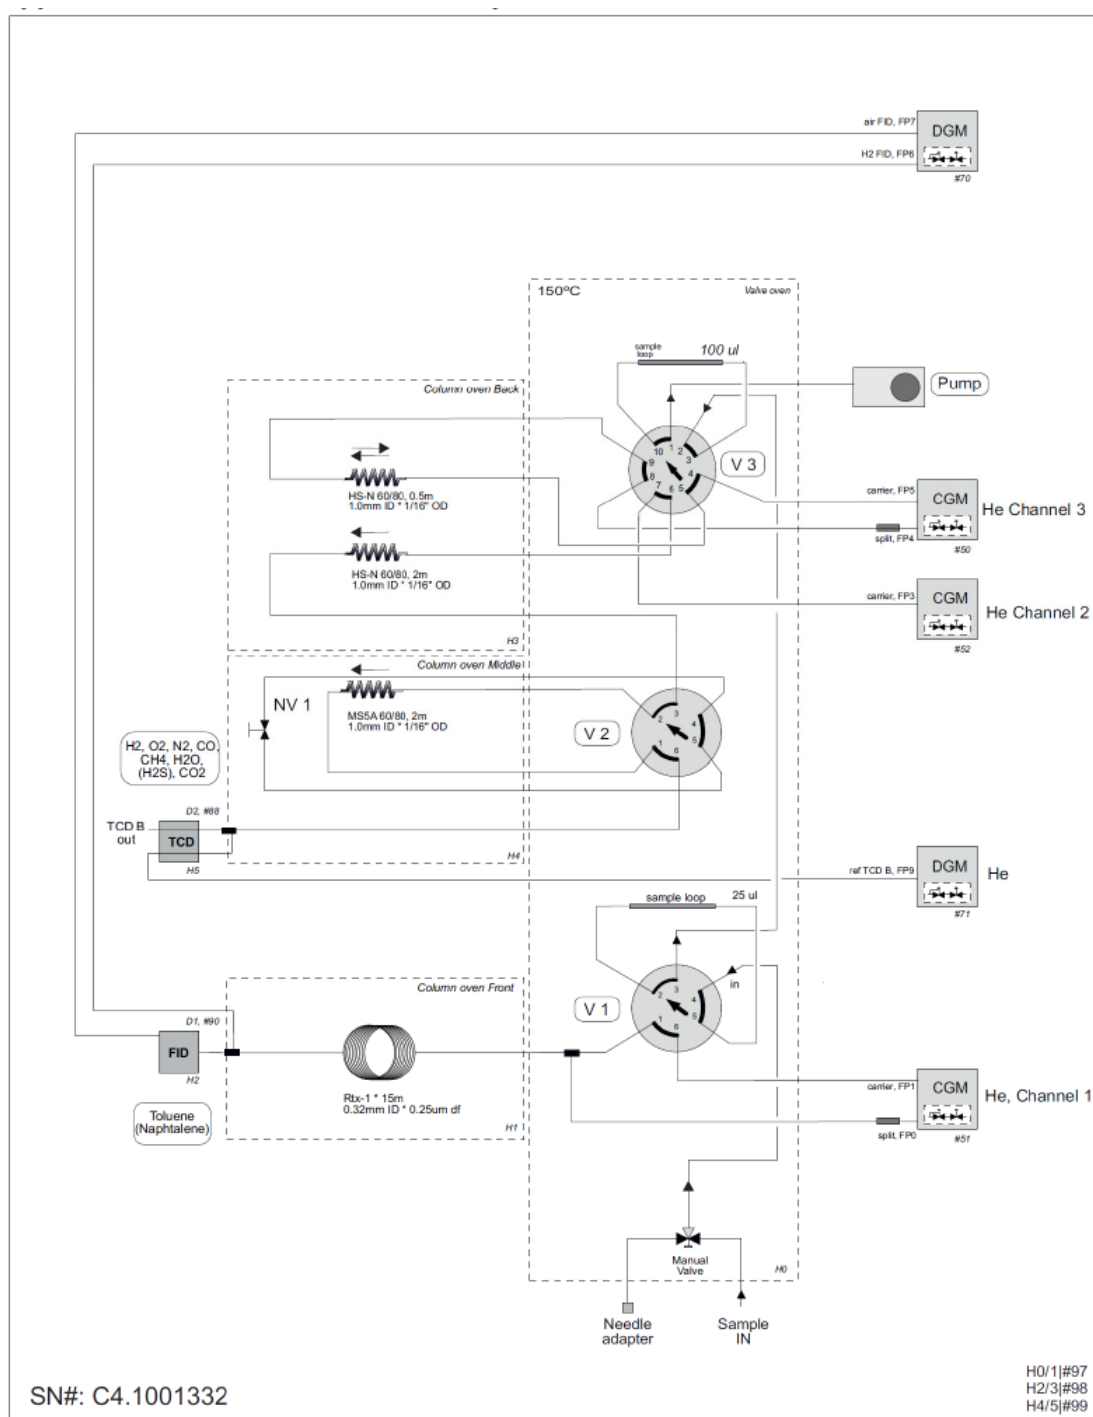 air FID, FP7
DGM
H2 FID, FP6
#70
150ºC
Valve oven
sample
loop
100 ul
Pump
Column oven Back
10
1
2
3
4
5
6
7
8
9
V 3
carrier, FP5
CGM
He Channel 3
split, FP4
#50
HS-N 60/80, 0.5m
1.0mm ID * 1/16" OD
HS-N 60/80, 2m
1.0mm ID * 1/16" OD
carrier, FP3
CGM
He Channel 2
#52
H3
Column oven Middle
NV 1
MS5A 60/80, 2m
1.0mm ID * 1/16" OD
V 2
1
2
3
4
5
6
H2, O2, N2, CO,
CH4, H2O,
(H2S), CO2
D2, #88
TCD B
out
TCD
H5
H4
ref TCD B, FP9
DGM
He
#71
sample loop
25 ul
Column oven Front
in
V 1
1
2
3
4
5
6
D1, #90
FID
H2
Rtx-1 * 15m
0.32mm ID * 0.25um df
H1
Toluene
(Naphtalene)
carrier, FP1
CGM
He, Channel 1
split, FP0
#51
Manual
Valve
H0
Needle
adapter
Sample
IN
SN#: C4.1001332
H0/1|#97
H2/3|#98
H4/5|#99